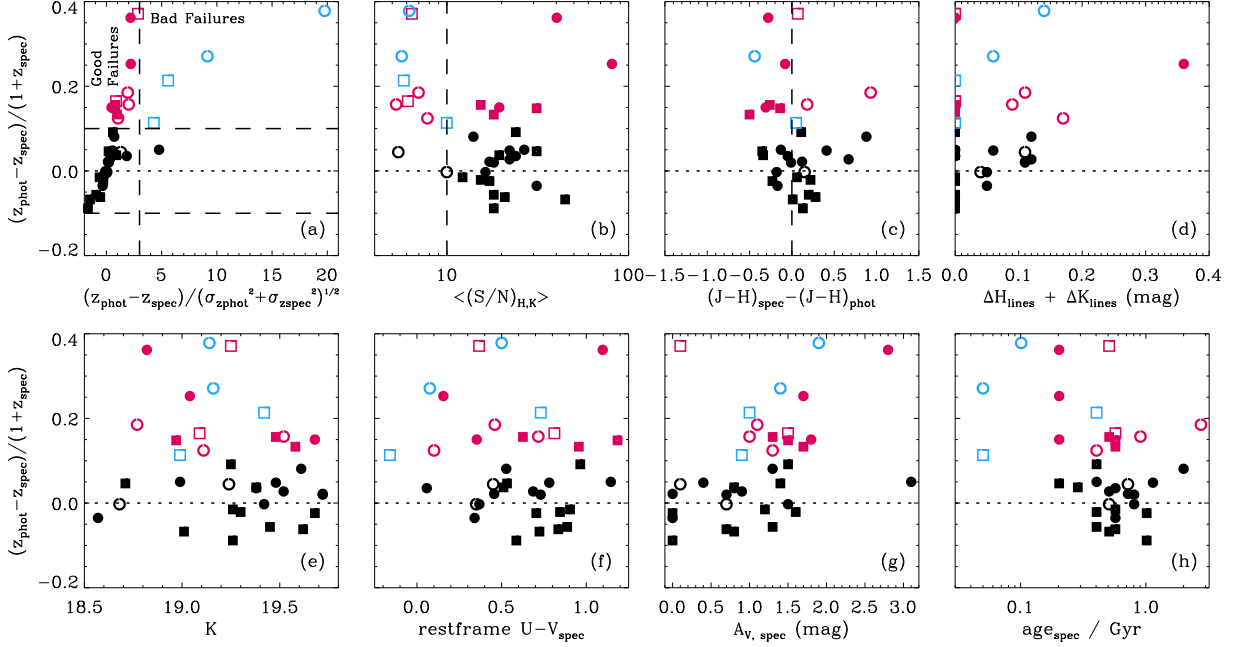 0.4
0.2
0.0
−0.2
(z_phot−z_spec)/(1+z_spec)
Good
Failures
Bad Failures
(a)
0 5 10 15 20
(z_phot−z_spec)/(σ_zphot²+σ_zspec²)^1/2
(b)
10 100
<(S/N)_H,K>
(c)
−1.5 −1.0 −0.5 0.0 0.5 1.0 1.5
(J−H)_spec−(J−H)_phot
(d)
0.0 0.1 0.2 0.3 0.4
ΔH_lines + ΔK_lines (mag)
0.4
0.2
0.0
−0.2
(z_phot−z_spec)/(1+z_spec)
(e)
18.5 19.0 19.5
K
(f)
0.0 0.5 1.0
restframe U−V_spec
(g)
0.0 0.5 1.0 1.5 2.0 2.5 3.0
A_V, spec (mag)
(h)
0.1 1.0
age_spec / Gyr